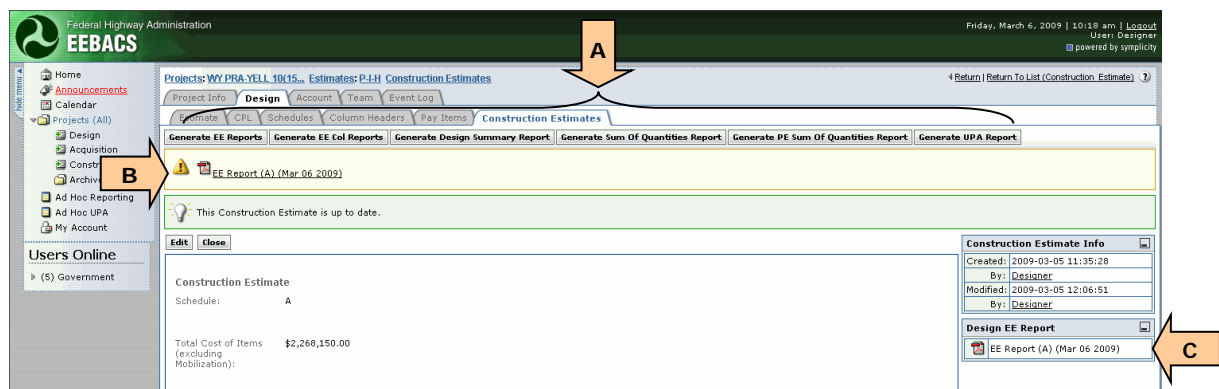 Federal Highway Administration
EEBACS
Friday, March 6, 2009 | 10:18 am | Logout
User: Designer
powered by symplicity
A
hide menu
Home
Announcements
Calendar
Projects (All)
Design
Acquisition
Constr
Archiv
Ad Hoc Reporting
Ad Hoc UPA
My Account
Users Online
(5) Government
B
Projects: WY PRA-YELL 10(15... Estimates: P-I-H Construction Estimates
Return | Return To List (Construction Estimate) ?
Project Info Design Account Team Event Log
Estimate CPL Schedules Column Headers Pay Items Construction Estimates
Generate EE Reports Generate EE Col Reports Generate Design Summary Report Generate Sum Of Quantities Report Generate PE Sum Of Quantities Report Generate UPA Report
EE Report (A) (Mar 06 2009)
This Construction Estimate is up to date.
Edit Close
Construction Estimate
Schedule: A
Total Cost of Items $2,268,150.00
(excluding
Mobilization):
Construction Estimate Info
Created: 2009-03-05 11:35:28
By: Designer
Modified: 2009-03-05 12:06:51
By: Designer
Design EE Report
EE Report (A) (Mar 06 2009)
C